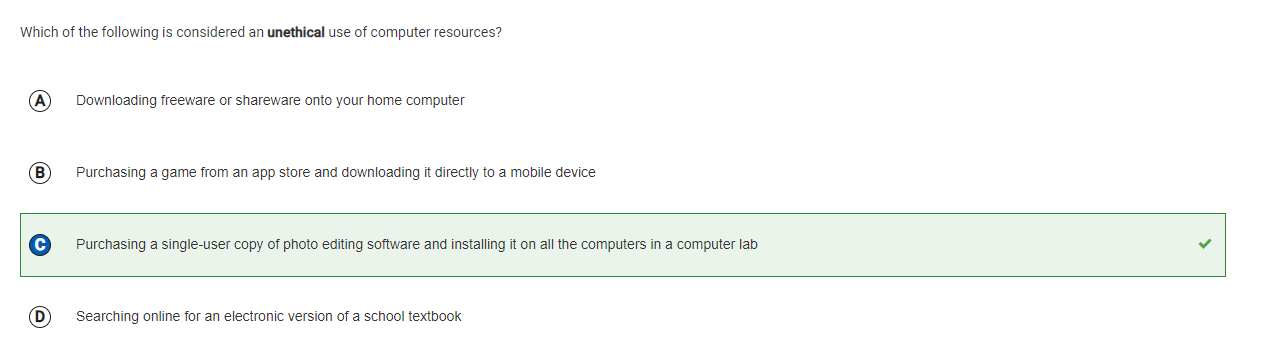 Which of the following is considered an unethical use of computer resources?
A Downloading freeware or shareware onto your home computer
B Purchasing a game from an app store and downloading it directly to a mobile device
C Purchasing a single-user copy of photo editing software and installing it on all the computers in a computer lab
D Searching online for an electronic version of a school textbook